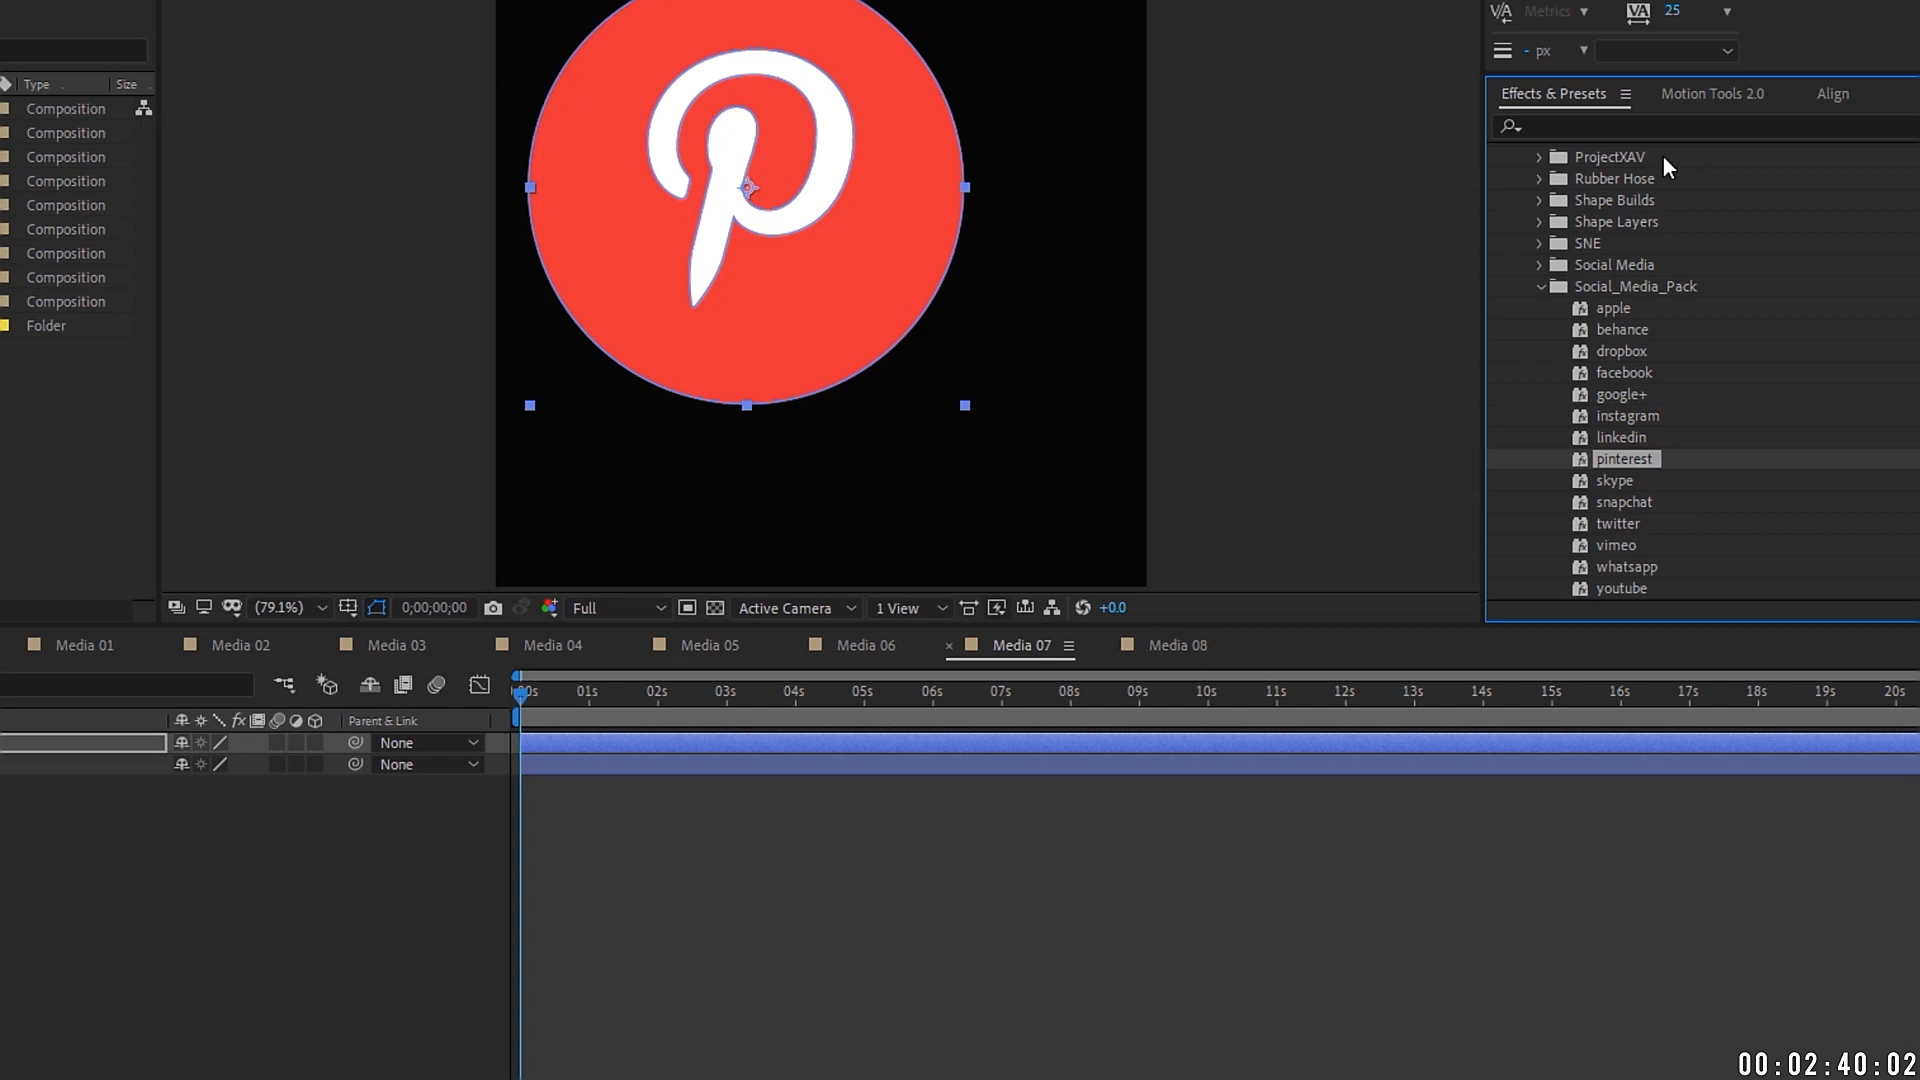 Metrics 25
- px
Type Size
Composition
Composition
Composition
Composition
Composition
Composition
Composition
Composition
Composition
Folder
Effects & Presets Motion Tools 2.0 Align
ProjectXAV
Rubber Hose
Shape Builds
Shape Layers
SNE
Social Media
Social_Media_Pack
apple
behance
dropbox
facebook
google+
instagram
linkedin
pinterest
skype
snapchat
twitter
vimeo
whatsapp
youtube
(79.1%) 0;00;00;00 Full Active Camera 1 View +0.0
Media 01 Media 02 Media 03 Media 04 Media 05 Media 06 × Media 07 Media 08
00s 01s 02s 03s 04s 05s 06s 07s 08s 09s 10s 11s 12s 13s 14s 15s 16s 17s 18s 19s 20s
fx Parent & Link
None
None
00:02:40:02